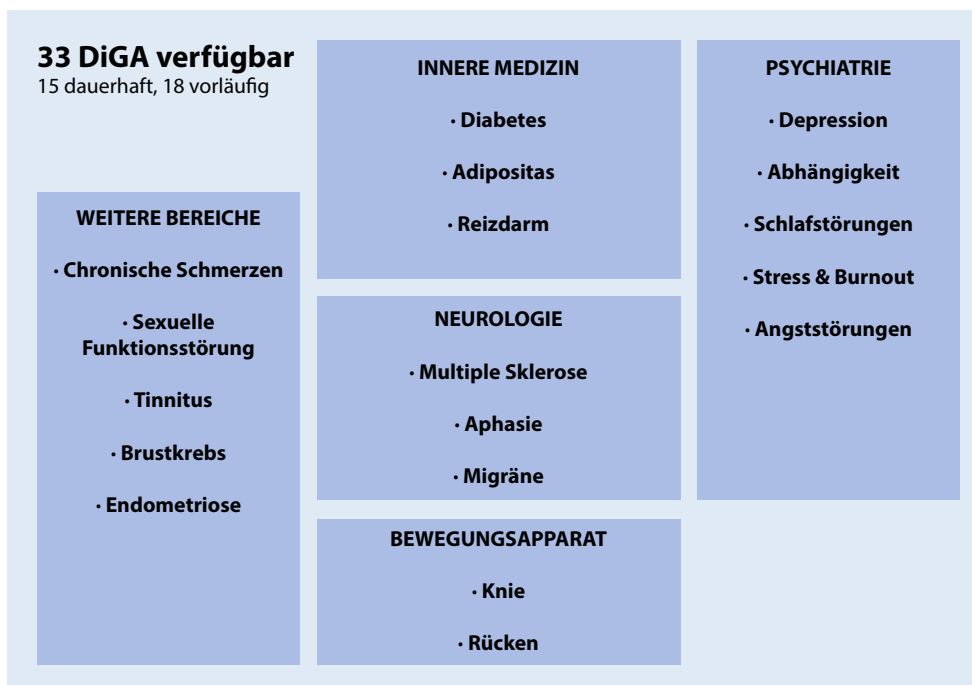 33 DiGA verfügbar
15 dauerhaft, 18 vorläufig
WEITERE BEREICHE
· Chronische Schmerzen
· Sexuelle
Funktionsstörung
· Tinnitus
· Brustkrebs
· Endometriose
INNERE MEDIZIN
· Diabetes
· Adipositas
· Reizdarm
NEUROLOGIE
· Multiple Sklerose
· Aphasie
· Migräne
BEWEGUNGSAPPARAT
· Knie
· Rücken
PSYCHIATRIE
· Depression
· Abhängigkeit
· Schlafstörungen
· Stress & Burnout
· Angststörungen